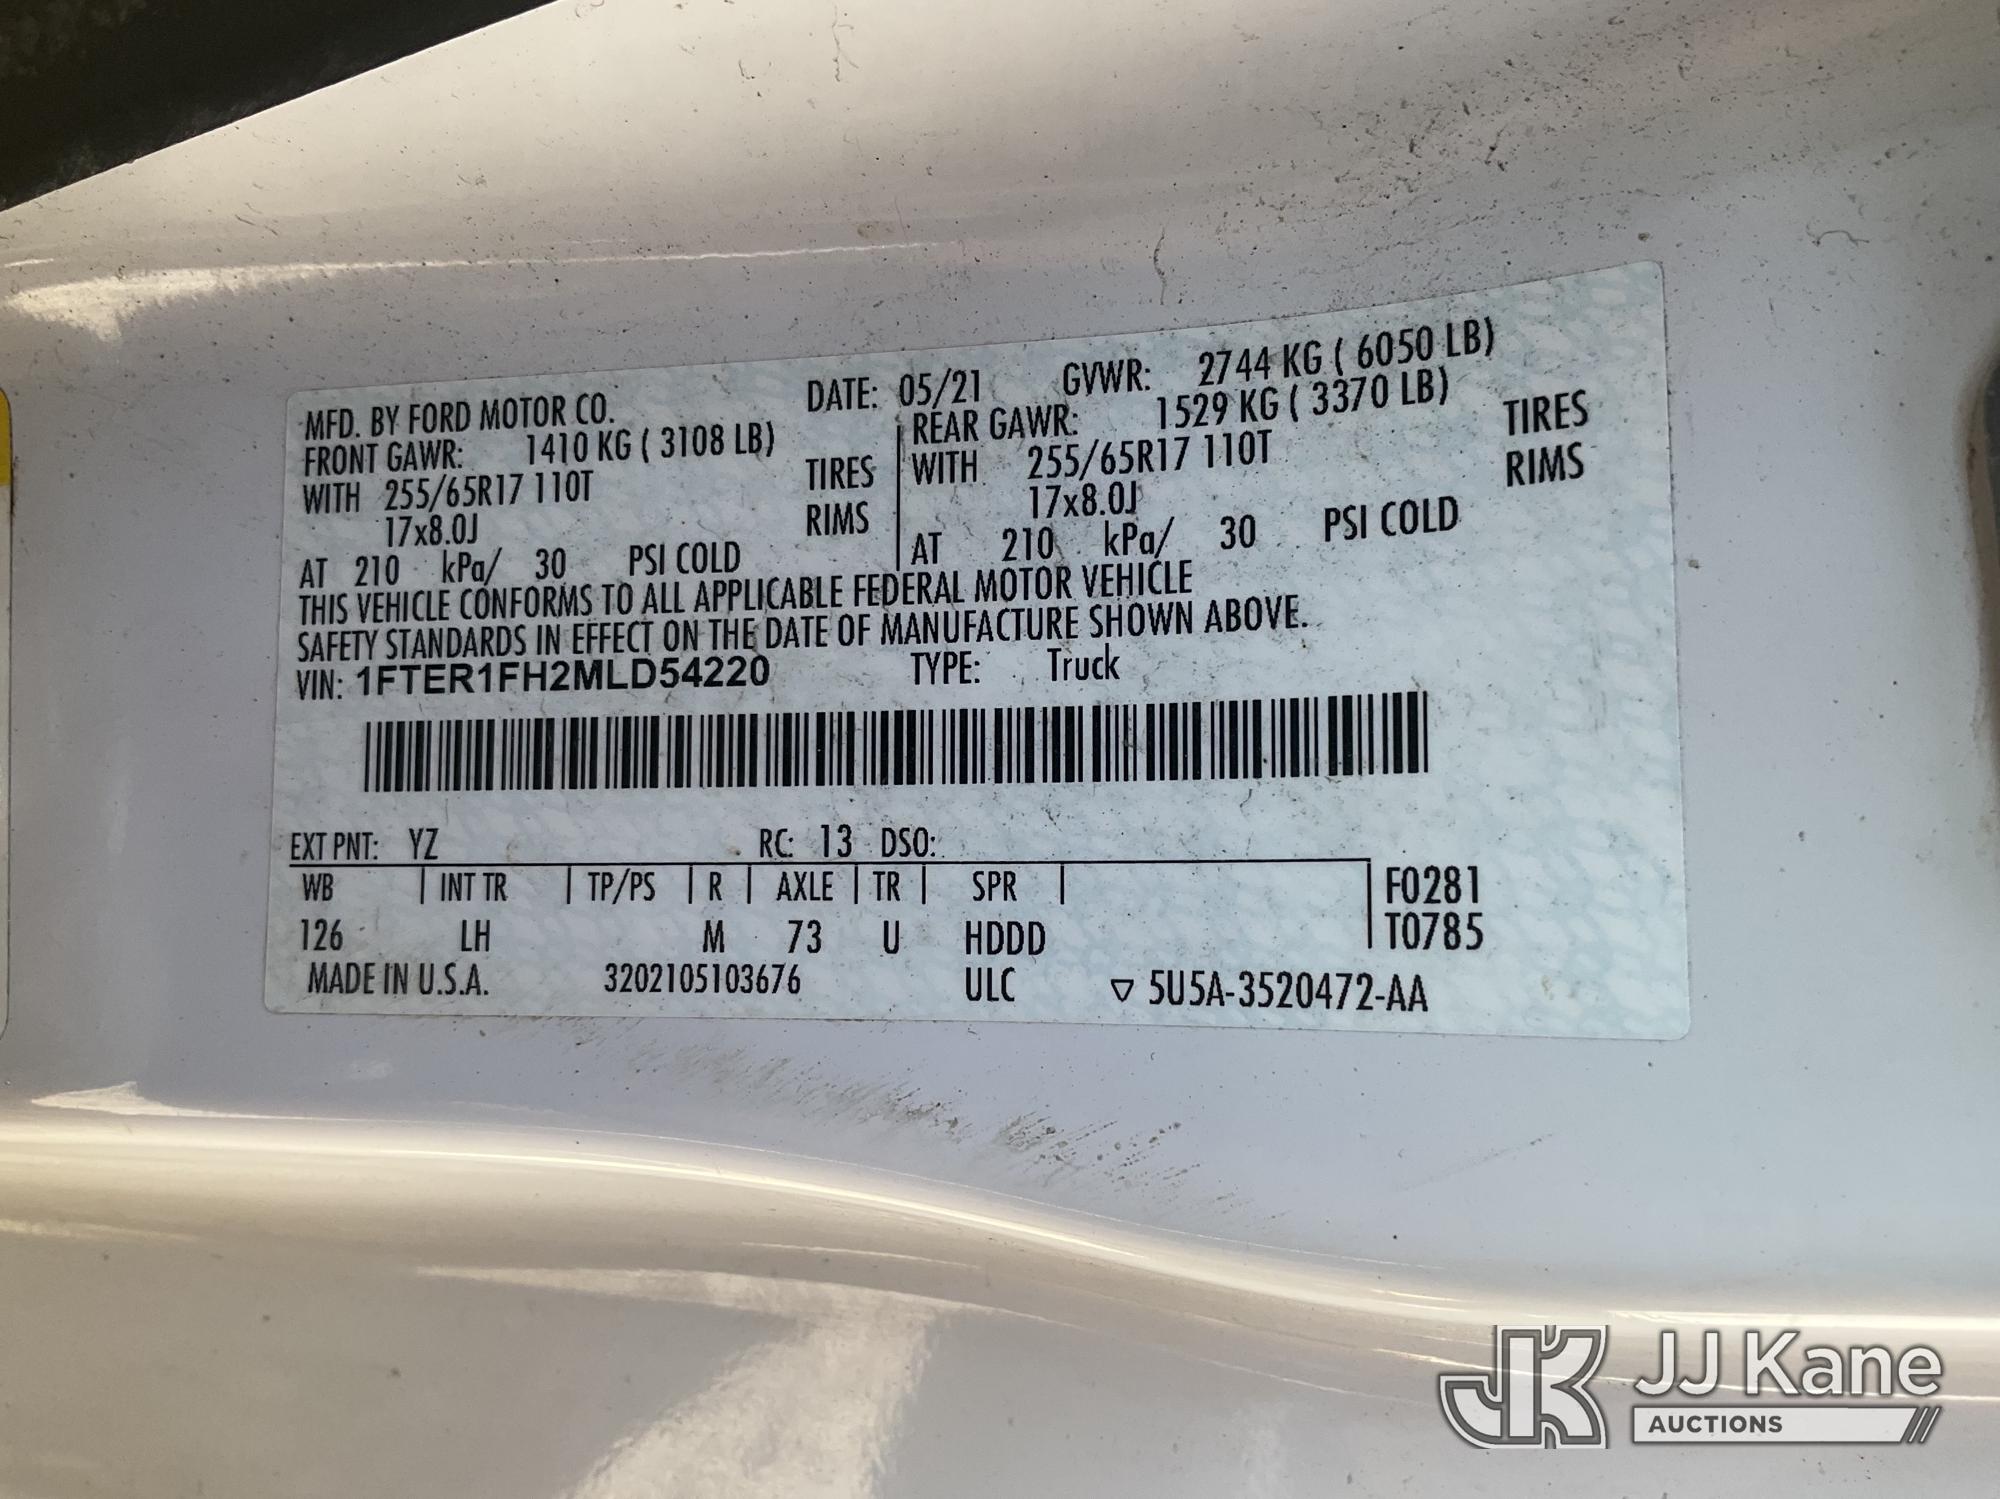 MFD. BY FORD MOTOR CO. DATE: 05/21 GVWR: 2744 KG ( 6050 LB)
FRONT GAWR: 1410 KG ( 3108 LB) REAR GAWR: 1529 KG ( 3370 LB)
WITH 255/65R17 110T TIRES WITH 255/65R17 110T TIRES
17x8.0J RIMS 17x8.0J RIMS
AT 210 kPa/ 30 PSI COLD AT 210 kPa/ 30 PSI COLD
THIS VEHICLE CONFORMS TO ALL APPLICABLE FEDERAL MOTOR VEHICLE
SAFETY STANDARDS IN EFFECT ON THE DATE OF MANUFACTURE SHOWN ABOVE.
VIN: 1FTER1FH2MLD54220 TYPE: Truck
EXT PNT: YZ RC: 13 DSO:
WB INT TR TP/PS R AXLE TR SPR F0281
126 LH M 73 U HDDD T0785
MADE IN U.S.A. 3202105103676 ULC ▽ 5U5A-3520472-AA
JK JJ Kane
AUCTIONS